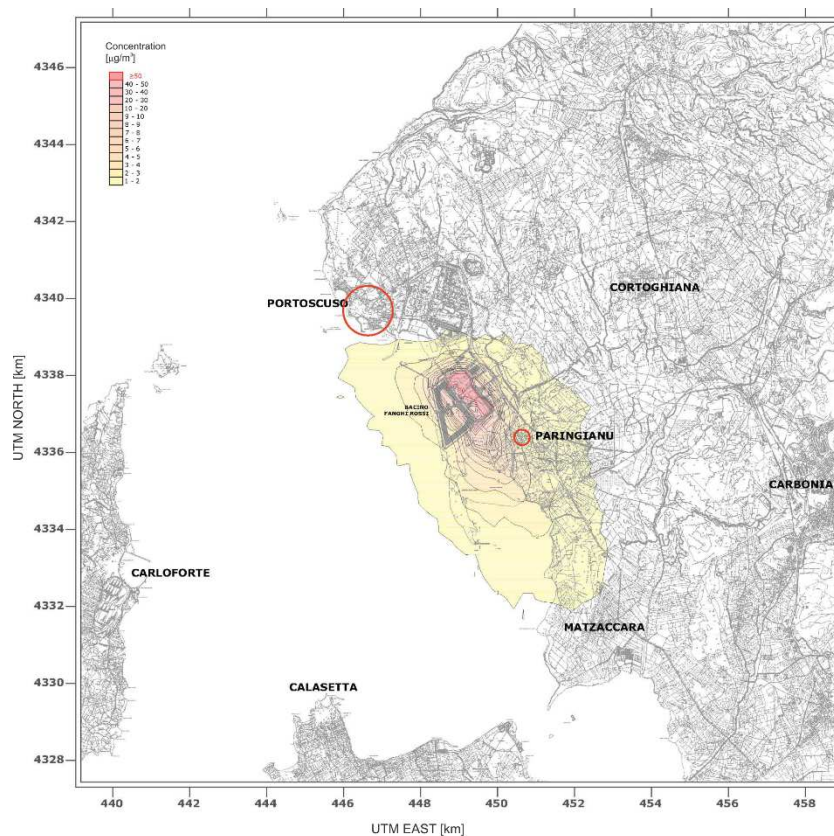 Concentration
[µg/m³]
≥50
40 - 50
30 - 40
20 - 30
10 - 20
9 - 10
8 - 9
7 - 8
6 - 7
5 - 6
4 - 5
3 - 4
2 - 3
1 - 2
4346
4344
4342
4340
4338
4336
4334
4332
4330
4328
UTM NORTH [km]
PORTOSCUSO
CORTOGHIANA
BACINO
FANGHI ROSSI
PARINGIANU
CARBONIA
CARLOFORTE
MATZACCARA
CALASETTA
440
442
444
446
448
450
452
454
456
458
UTM EAST [km]